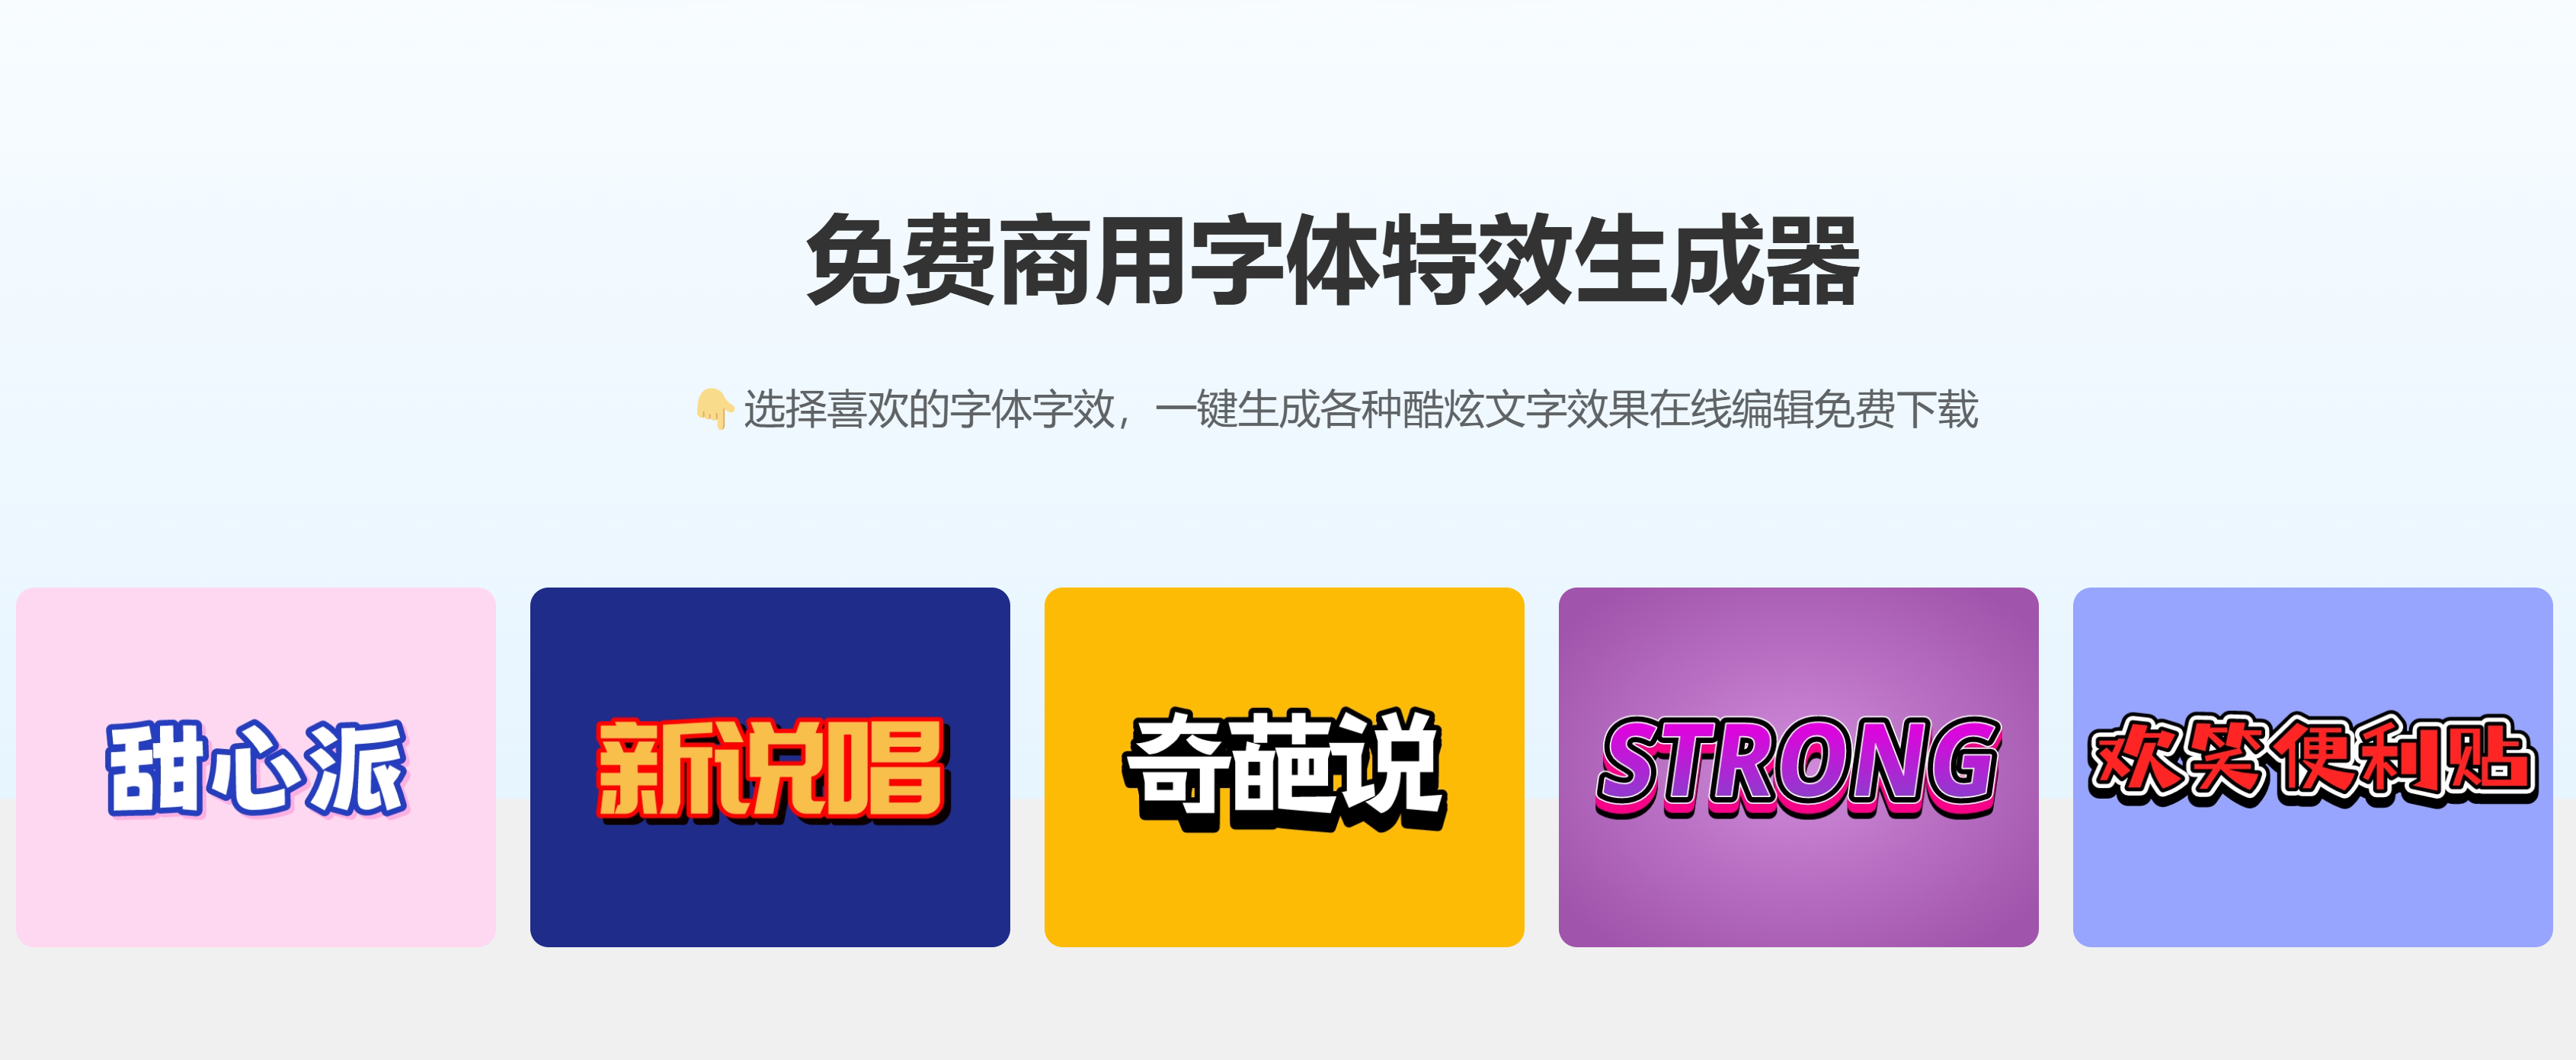 免费商用字体特效生成器
👇选择喜欢的字体字效，一键生成各种酷炫文字效果在线编辑免费下载
甜心派
新说唱
奇葩说
STRONG
欢笑便利贴